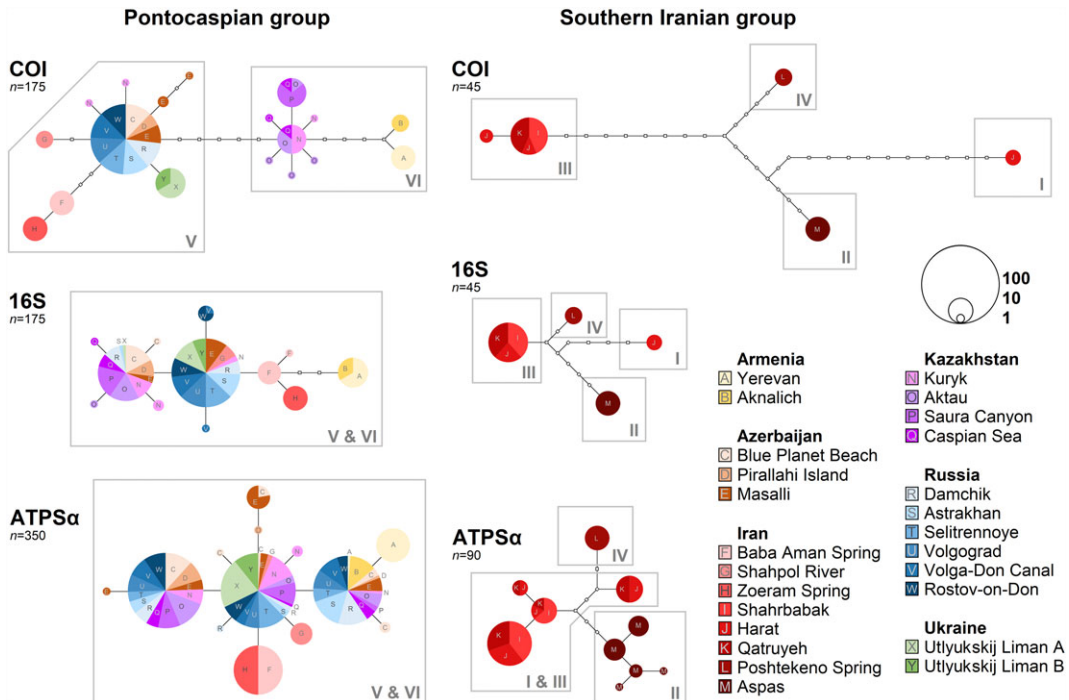 Pontocaspian group
Southern Iranian group
COI
n=175
V
VI
COI
n=45
III
IV
I
II
16S
n=175
V & VI
16S
n=45
III
IV
I
II
ATPSα
n=350
V & VI
ATPSα
n=90
IV
I & III
II
100
10
1
Armenia
A Yerevan
B Aknalich
Azerbaijan
C Blue Planet Beach
D Pirallahi Island
E Masalli
Iran
F Baba Aman Spring
G Shahpol River
H Zoeram Spring
I Shahrbabak
J Harat
K Qatruyeh
L Poshtekeno Spring
M Aspas
Kazakhstan
N Kuryk
O Aktau
P Saura Canyon
Q Caspian Sea
Russia
R Damchik
S Astrakhan
T Selitrennoye
U Volgograd
V Volga-Don Canal
W Rostov-on-Don
Ukraine
X Utlyukskij Liman A
Y Utlyukskij Liman B